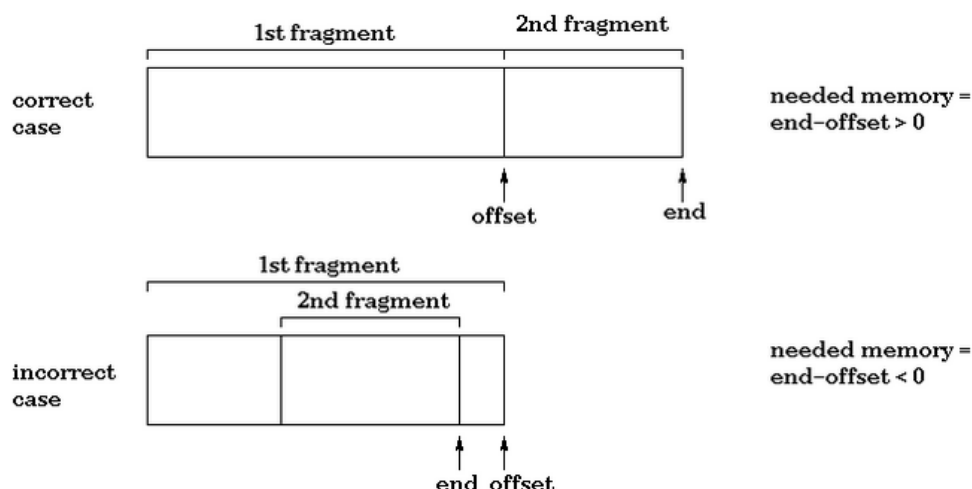 1st fragment
2nd fragment
correct
case
needed memory =
end-offset > 0
offset
end
1st fragment
2nd fragment
incorrect
case
needed memory =
end-offset < 0
end offset